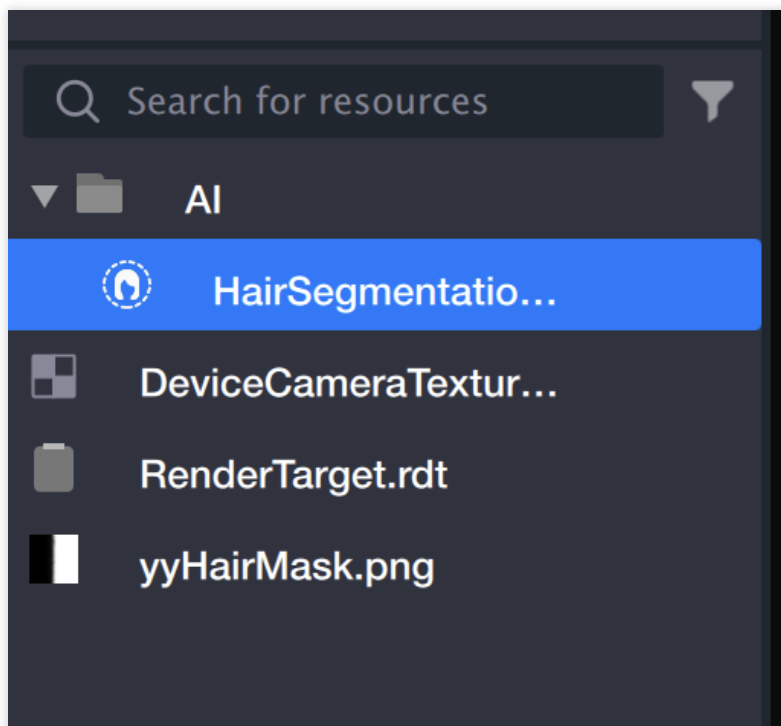 Search for resources
AI
HairSegmentatio...
DeviceCameraTextur...
RenderTarget.rdt
yyHairMask.png